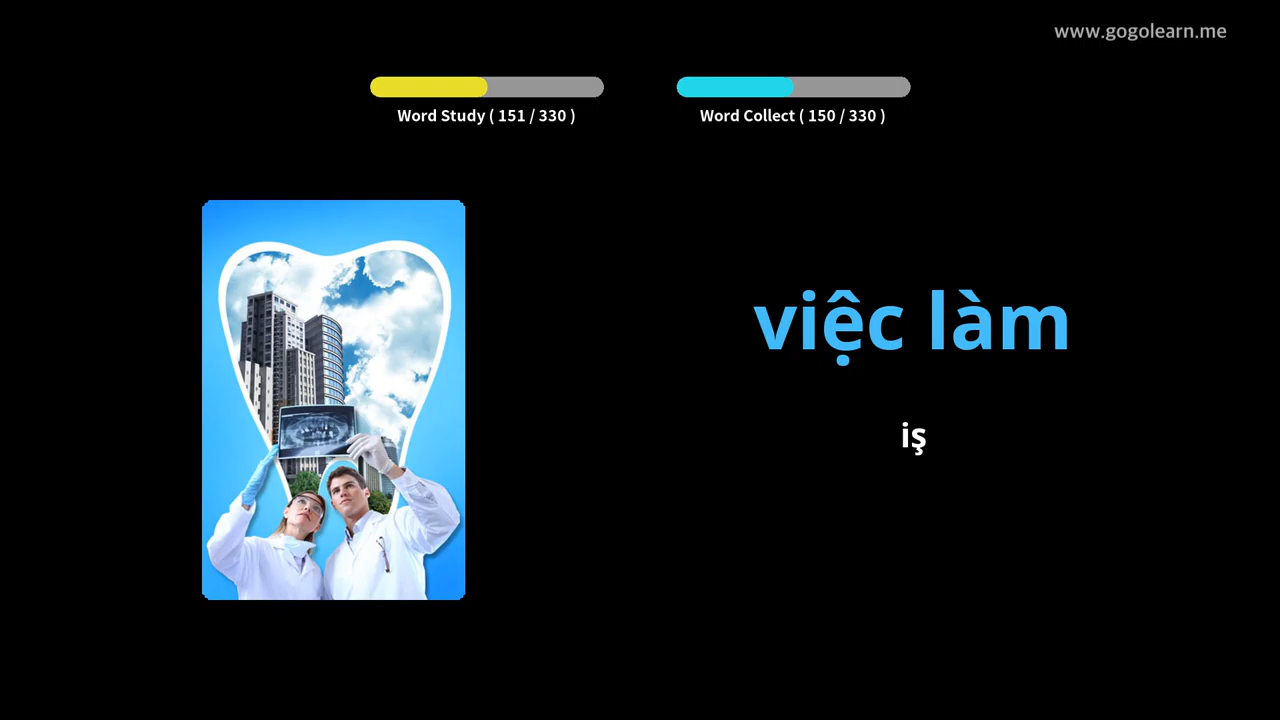 www.gogolearn.me
Word Study ( 151 / 330 )
Word Collect ( 150 / 330 )
việc làm
iş